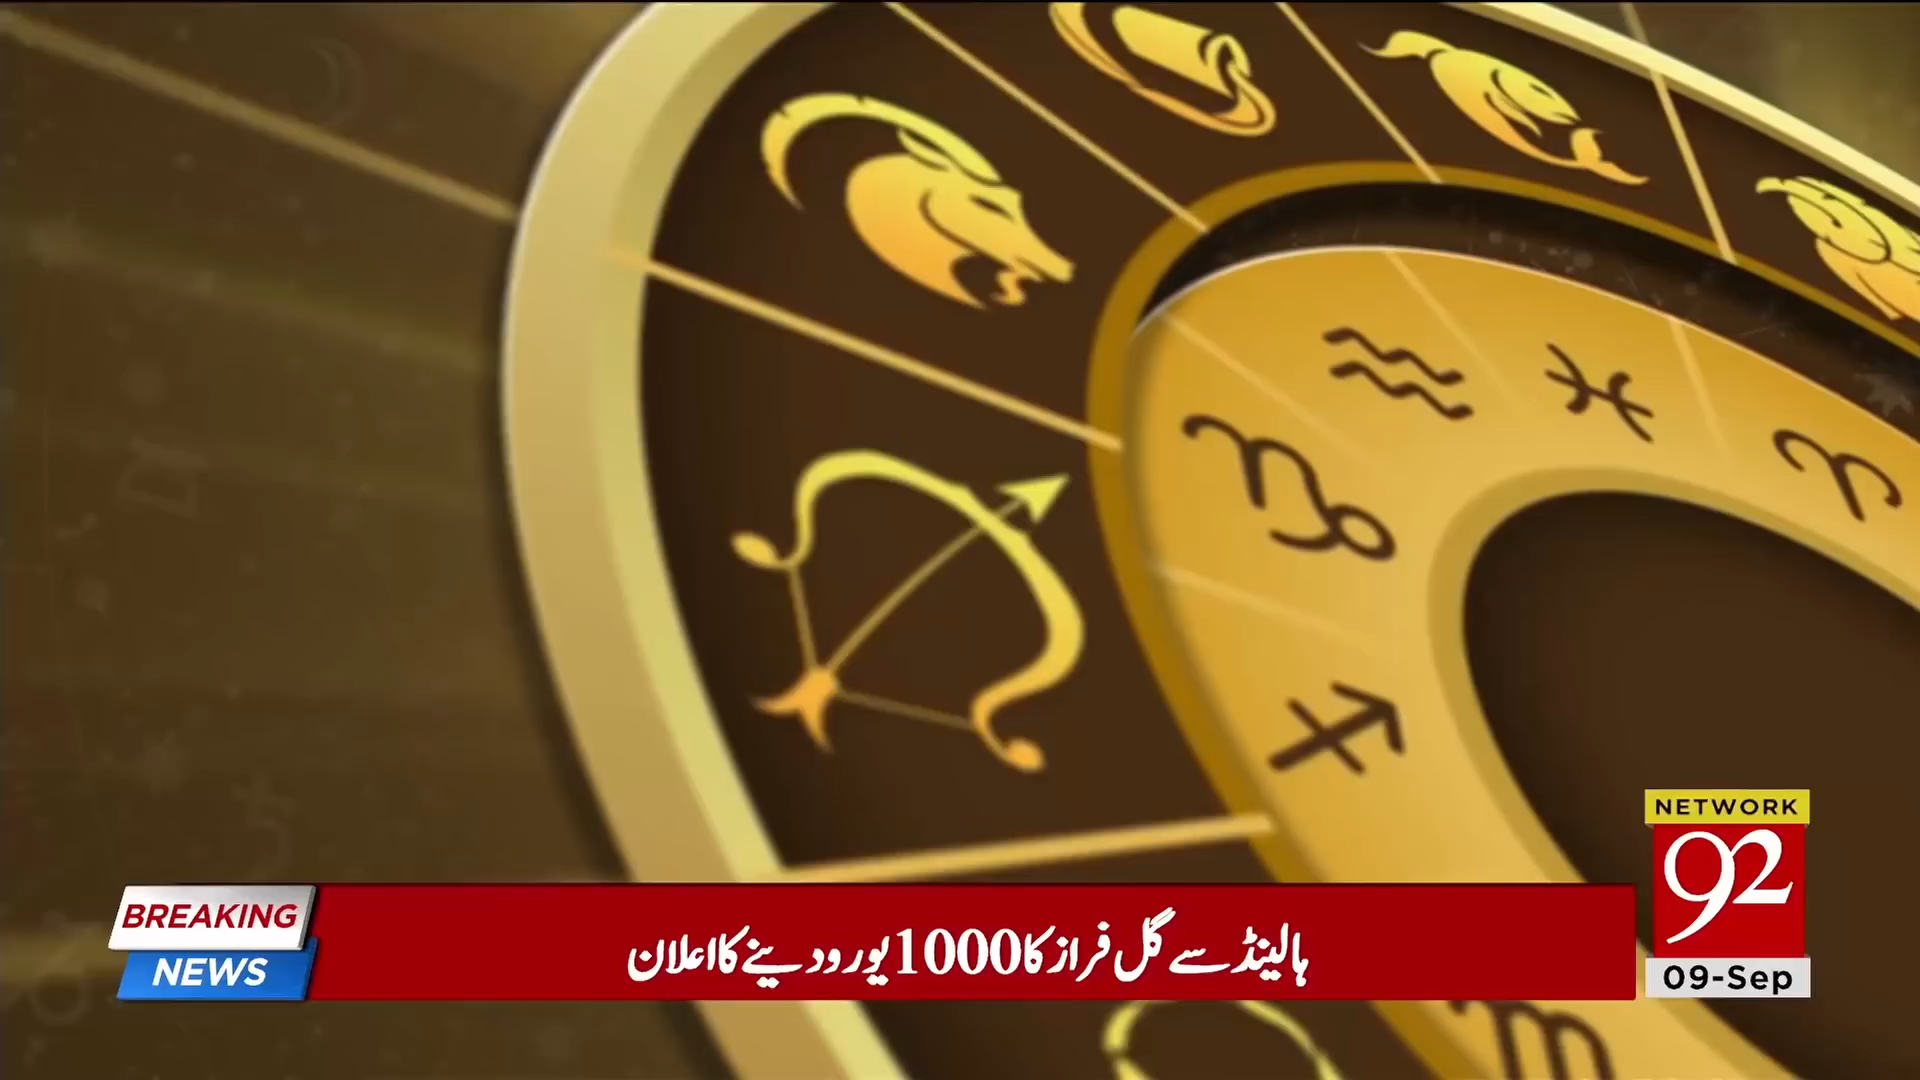 NETWORK
92
BREAKING
NEWS
ہالینڈ سے گل فراز کا 1000 یورو دینے کا اعلان
09-Sep